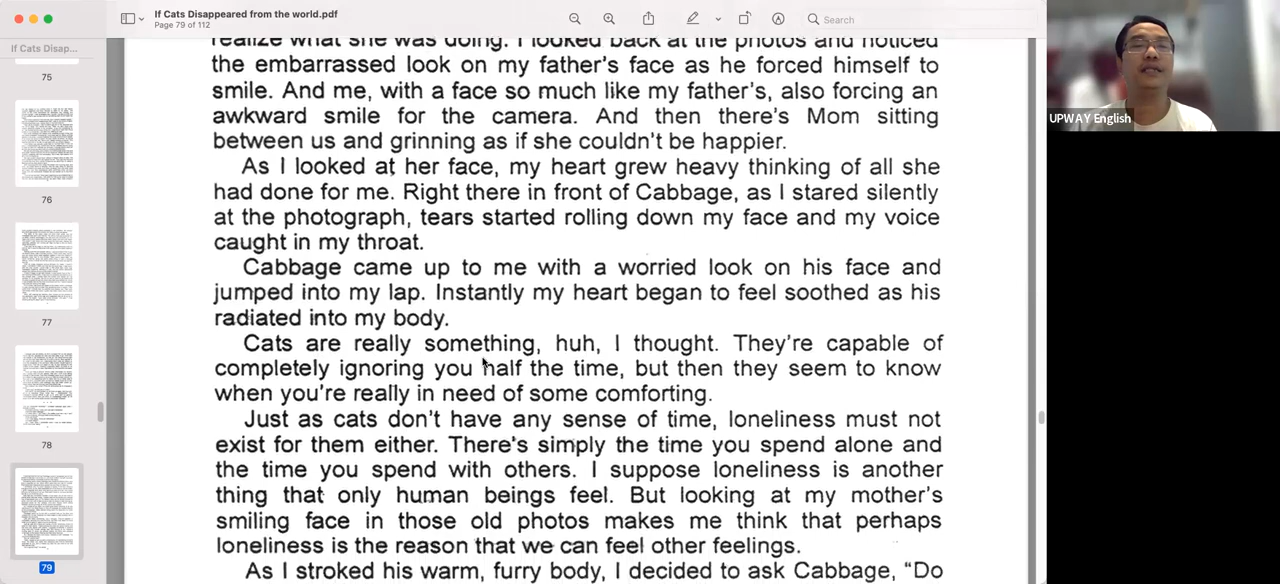 If Cats Disappeared from the world.pdf
Page 79 of 112
Search
If Cats Disap...
75
76
77
78
79
UPWAY English
realize what she was doing. I looked back at the photos and noticed
the embarrassed look on my father's face as he forced himself to
smile. And me, with a face so much like my father's, also forcing an
awkward smile for the camera. And then there's Mom sitting
between us and grinning as if she couldn't be happier.
As I looked at her face, my heart grew heavy thinking of all she
had done for me. Right there in front of Cabbage, as I stared silently
at the photograph, tears started rolling down my face and my voice
caught in my throat.
Cabbage came up to me with a worried look on his face and
jumped into my lap. Instantly my heart began to feel soothed as his
radiated into my body.
Cats are really something, huh, I thought. They're capable of
completely ignoring you half the time, but then they seem to know
when you're really in need of some comforting.
Just as cats don't have any sense of time, loneliness must not
exist for them either. There's simply the time you spend alone and
the time you spend with others. I suppose loneliness is another
thing that only human beings feel. But looking at my mother's
smiling face in those old photos makes me think that perhaps
loneliness is the reason that we can feel other feelings.
As I stroked his warm, furry body, I decided to ask Cabbage, “Do